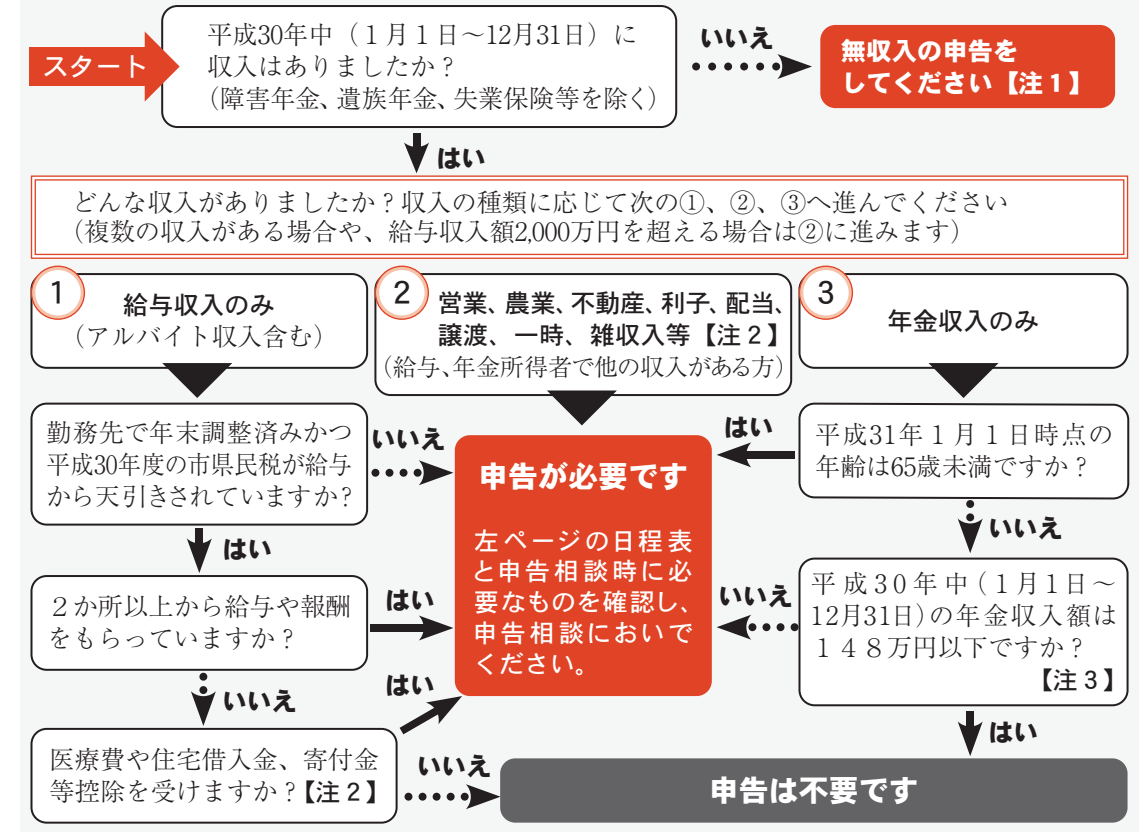 スタート
平成30年中（１月１日～12月31日）に
収入はありましたか？
（障害年金、遺族年金、失業保険等を除く）
いいえ
無収入の申告を
してください【注１】
はい
どんな収入がありましたか？収入の種類に応じて次の①、②、③へ進んでください
（複数の収入がある場合や、給与収入額2,000万円を超える場合は②に進みます）
1
給与収入のみ
（アルバイト収入含む）
2
営業、農業、不動産、利子、配当、
譲渡、一時、雑収入等【注２】
（給与、年金所得者で他の収入がある方）
3
年金収入のみ
勤務先で年末調整済みかつ
平成30年度の市県民税が給与
から天引きされていますか？
いいえ
はい
２か所以上から給与や報酬
をもらっていますか？
はい
いいえ
医療費や住宅借入金、寄付金
等控除を受けますか？【注２】
はい
いいえ
申告が必要です
左ページの日程表
と申告相談時に必
要なものを確認し、
申告相談においで
ください。
はい
平成31年１月１日時点の
年齢は65歳未満ですか？
いいえ
平成30年中（１月１日～
12月31日）の年金収入額は
１４８万円以下ですか？
【注３】
いいえ
はい
申告は不要です